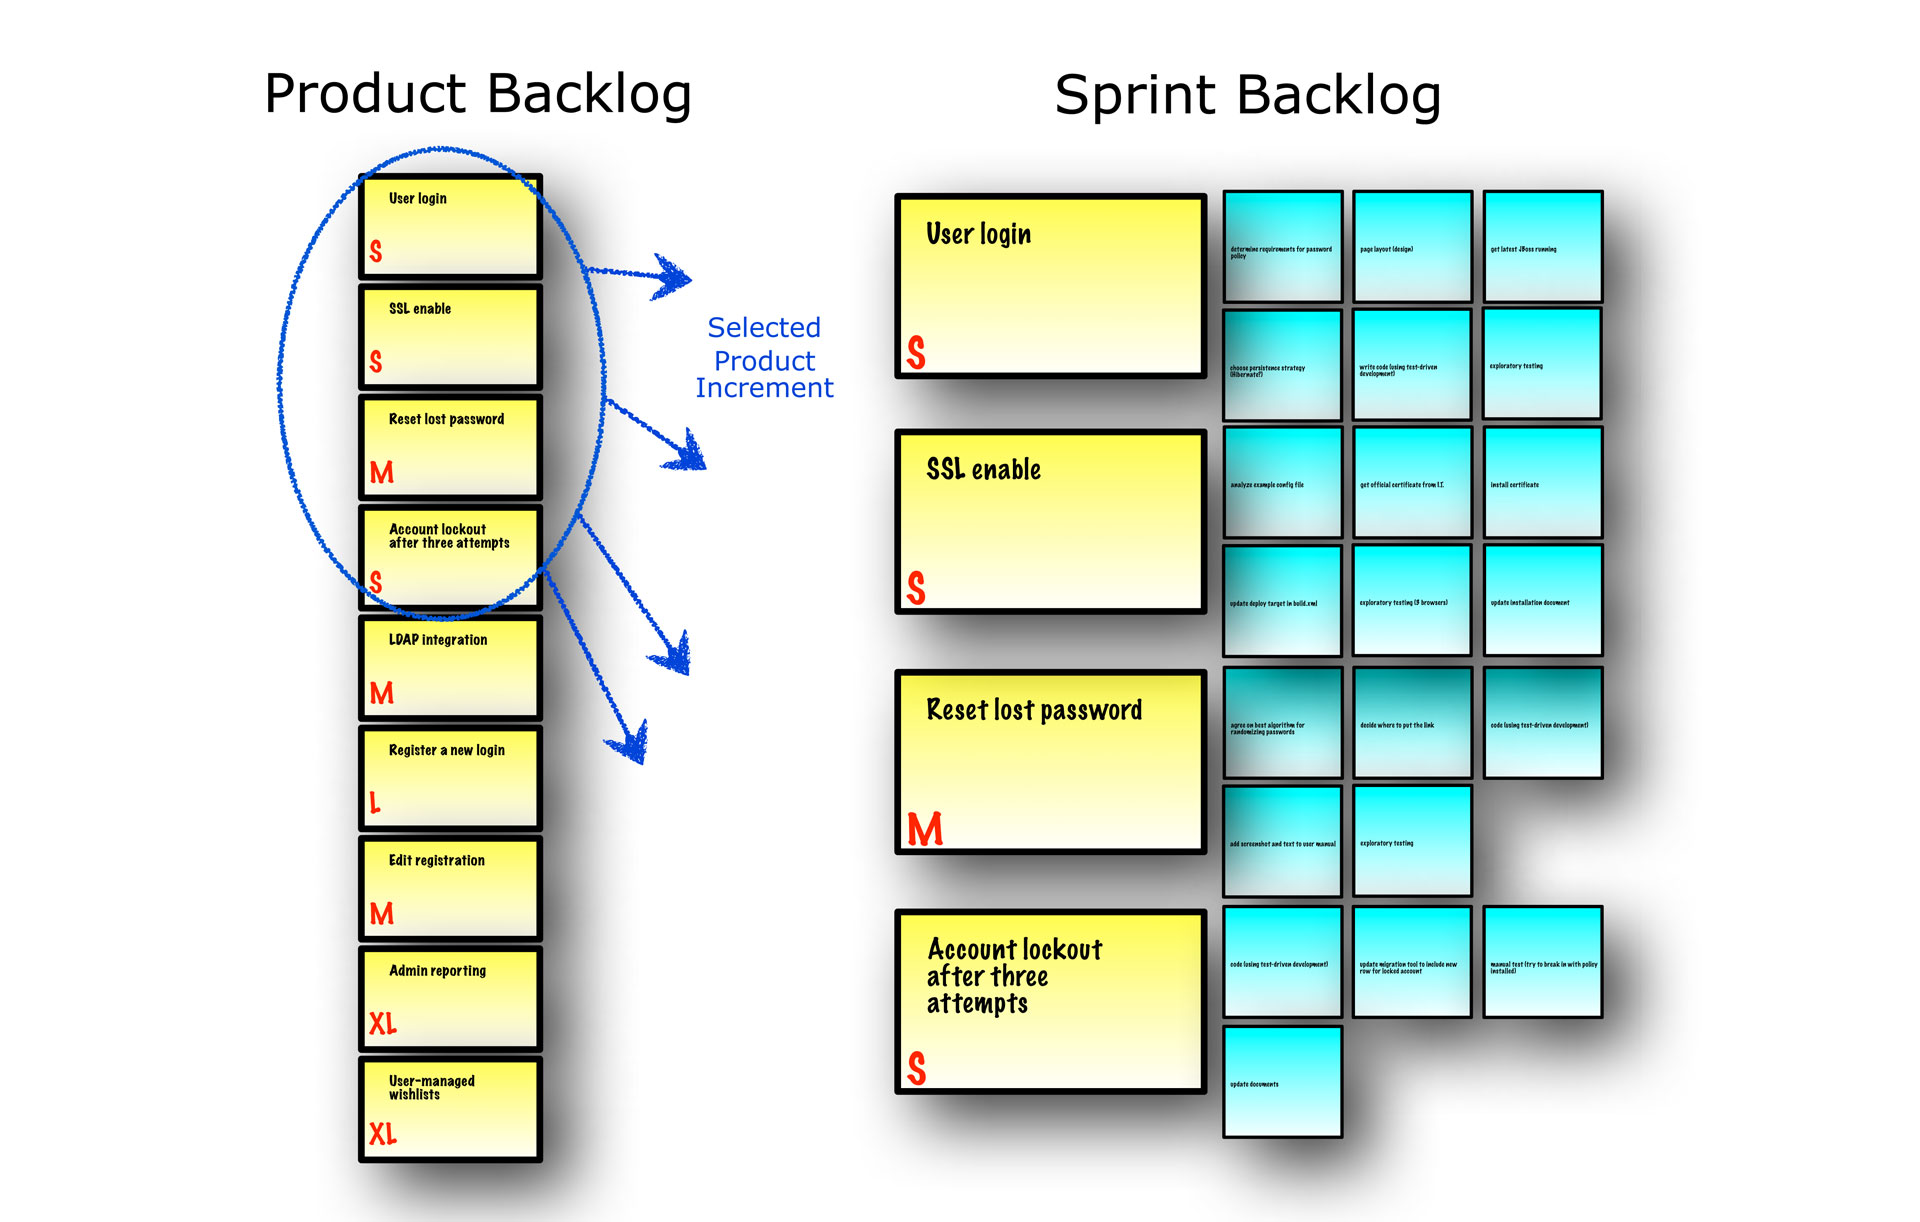 Product Backlog
User login
S
SSL enable
S
Reset lost password
M
Account lockout
after three attempts
S
LDAP integration
M
Register a new login
L
Edit registration
M
Admin reporting
XL
User-managed
wishlists
XL
Selected
Product
Increment
Sprint Backlog
User login
S
determine requirements for password
policy
page layout (design)
get latest JBoss running
choose persistence strategy
(Hibernate?)
write code (using test-driven
development)
exploratory testing
SSL enable
S
analyze example config file
get official certificate from I.T.
install certificate
update deploy target in build.xml
exploratory testing (3 browsers)
update installation document
Reset lost password
M
agree on best algorithm for
randomizing passwords
decide where to put the link
code (using test-driven development)
add screenshot and text to user manual
exploratory testing
Account lockout
after three
attempts
S
code (using test-driven development)
update migration tool to include new
row for locked account
manual test (try to break in with policy
installed)
update documents